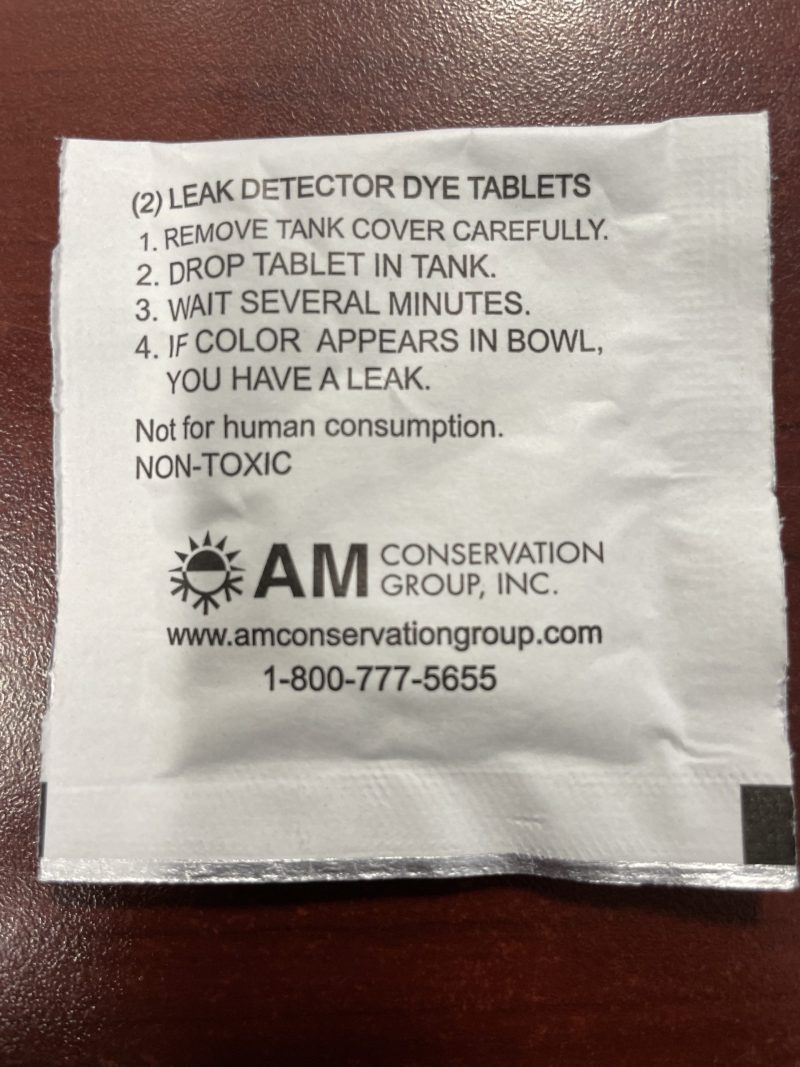 (2) LEAK DETECTOR DYE TABLETS
1. REMOVE TANK COVER CAREFULLY.
2. DROP TABLET IN TANK.
3. WAIT SEVERAL MINUTES.
4. IF COLOR APPEARS IN BOWL,
YOU HAVE A LEAK.
Not for human consumption.
NON-TOXIC
AM CONSERVATION
GROUP, INC.
www.amconservationgroup.com
1-800-777-5655